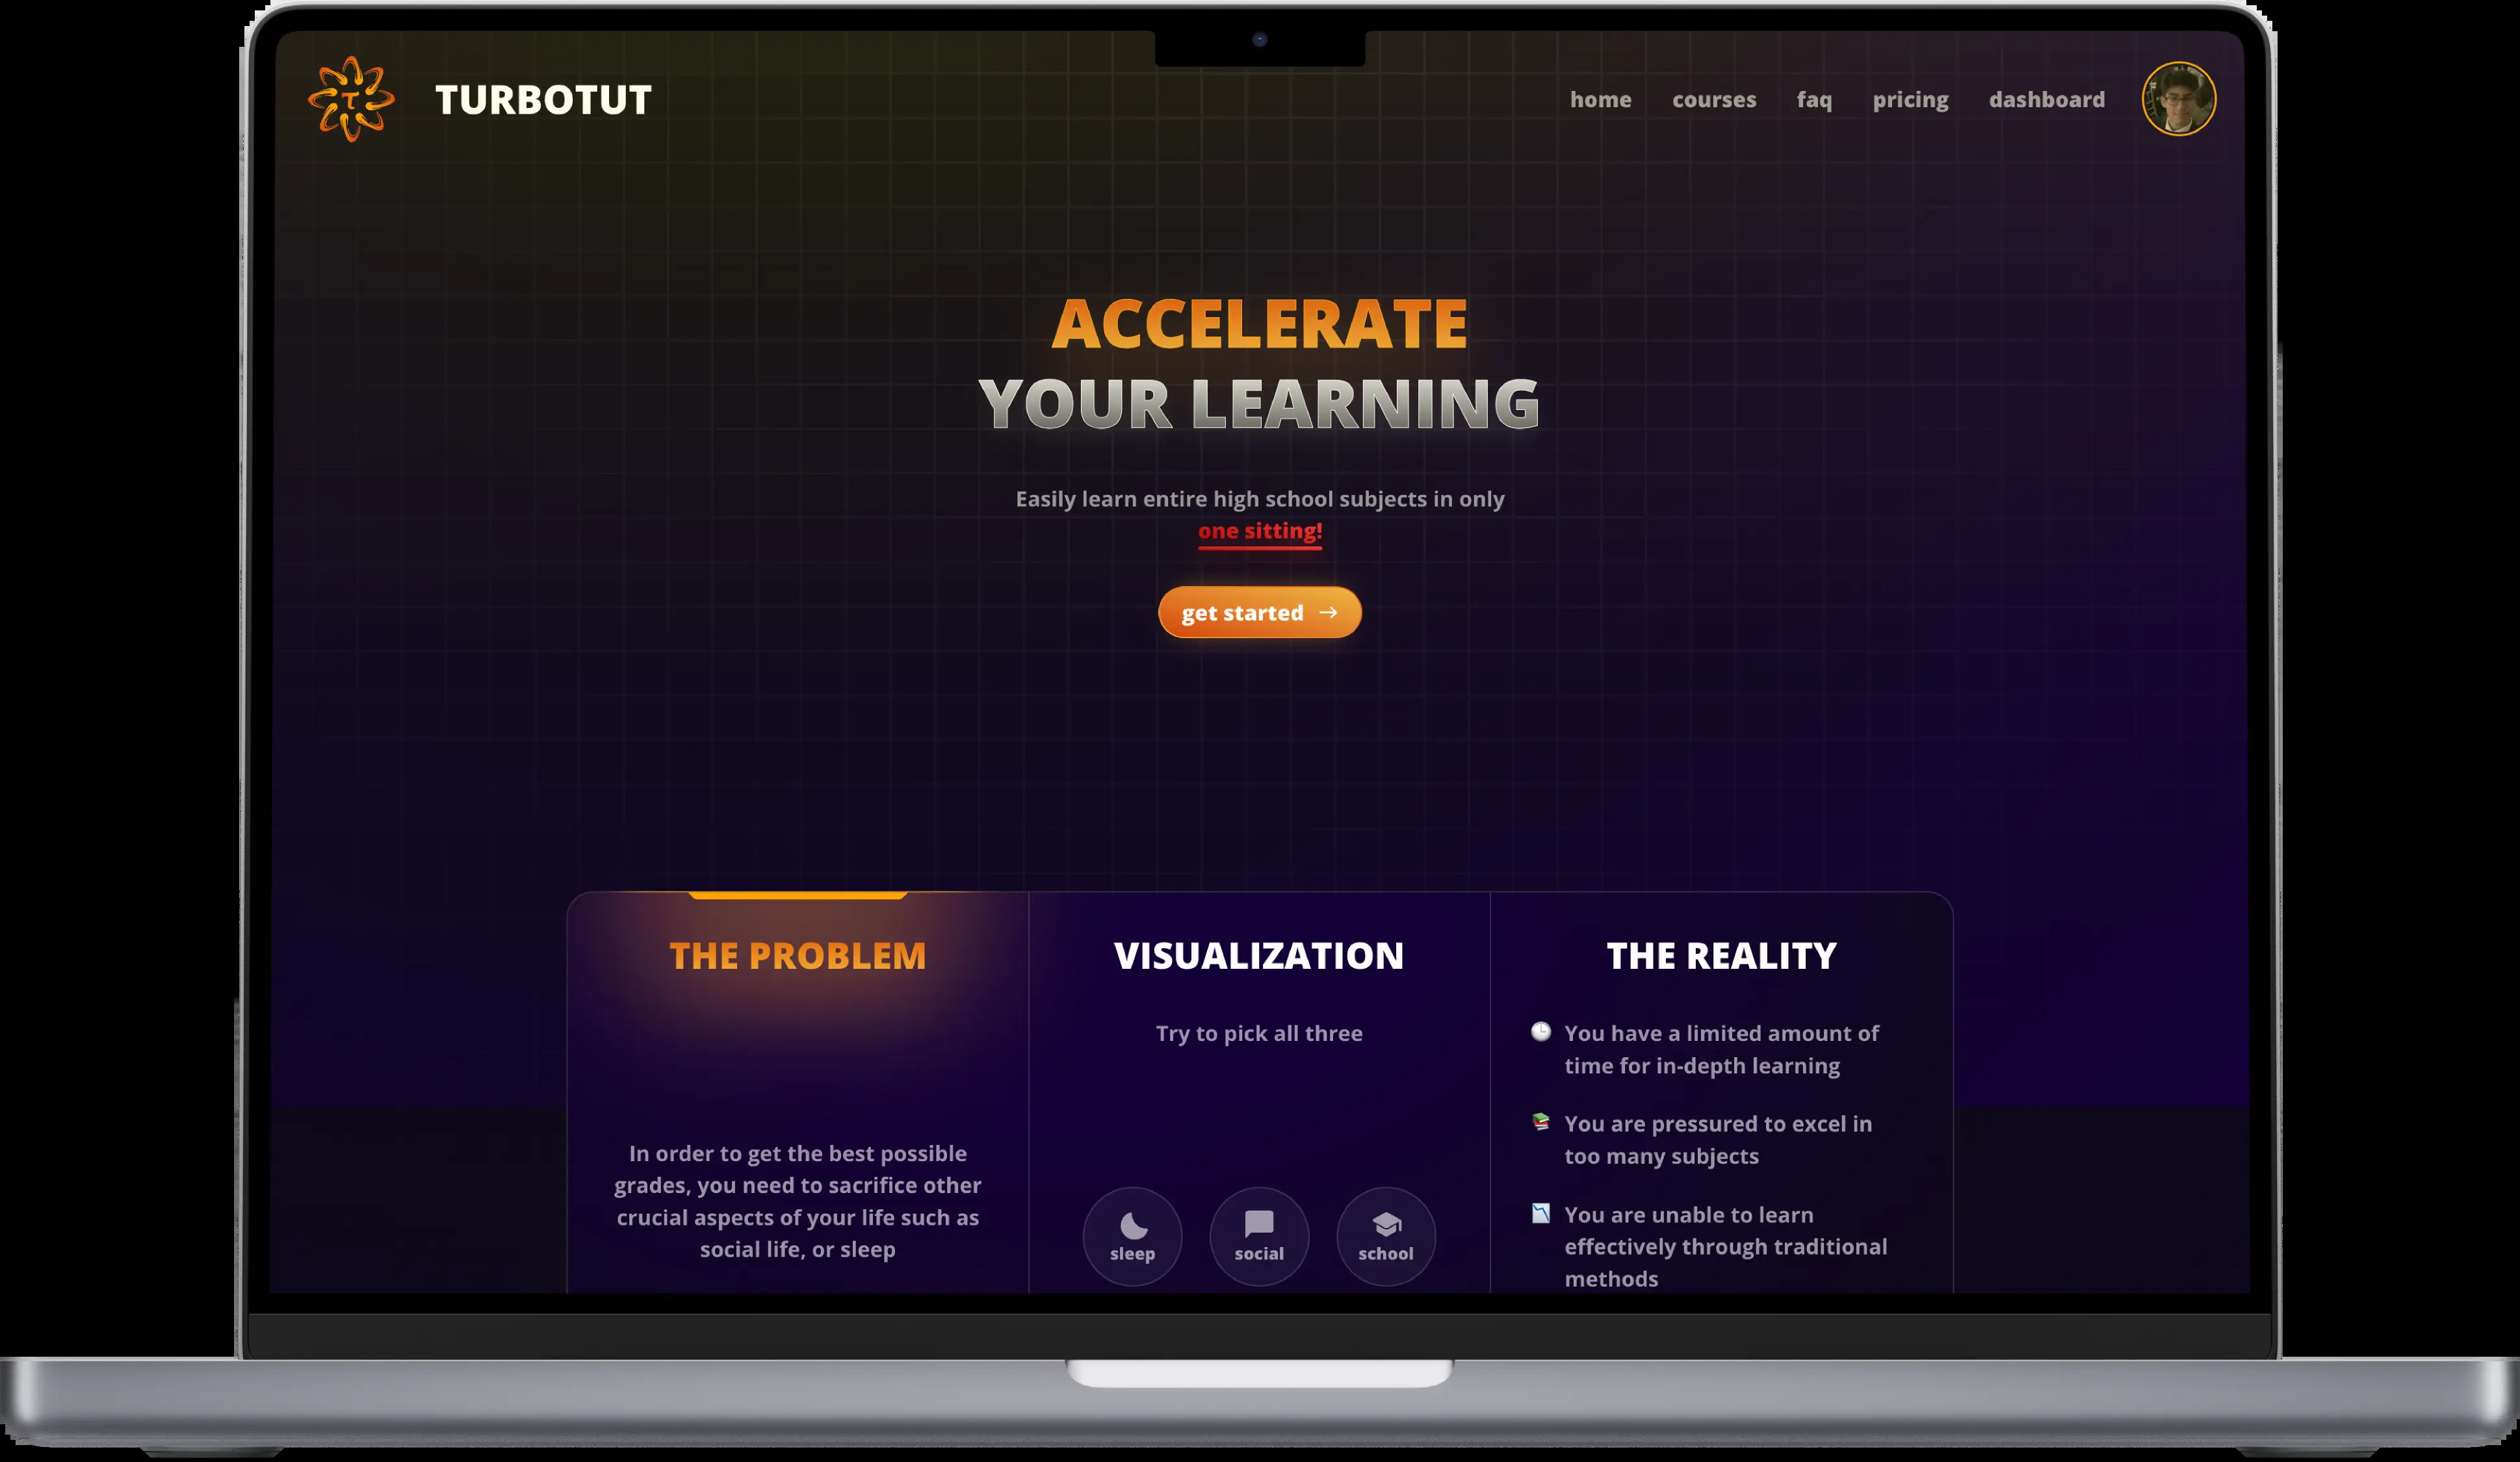 τ
TURBOTUT
home
courses
faq
pricing
dashboard
ACCELERATE
YOUR LEARNING
Easily learn entire high school subjects in only
one sitting!
get started →
THE PROBLEM
In order to get the best possible
grades, you need to sacrifice other
crucial aspects of your life such as
social life, or sleep
VISUALIZATION
Try to pick all three
sleep
social
school
THE REALITY
You have a limited amount of
time for in-depth learning
You are pressured to excel in
too many subjects
You are unable to learn
effectively through traditional
methods